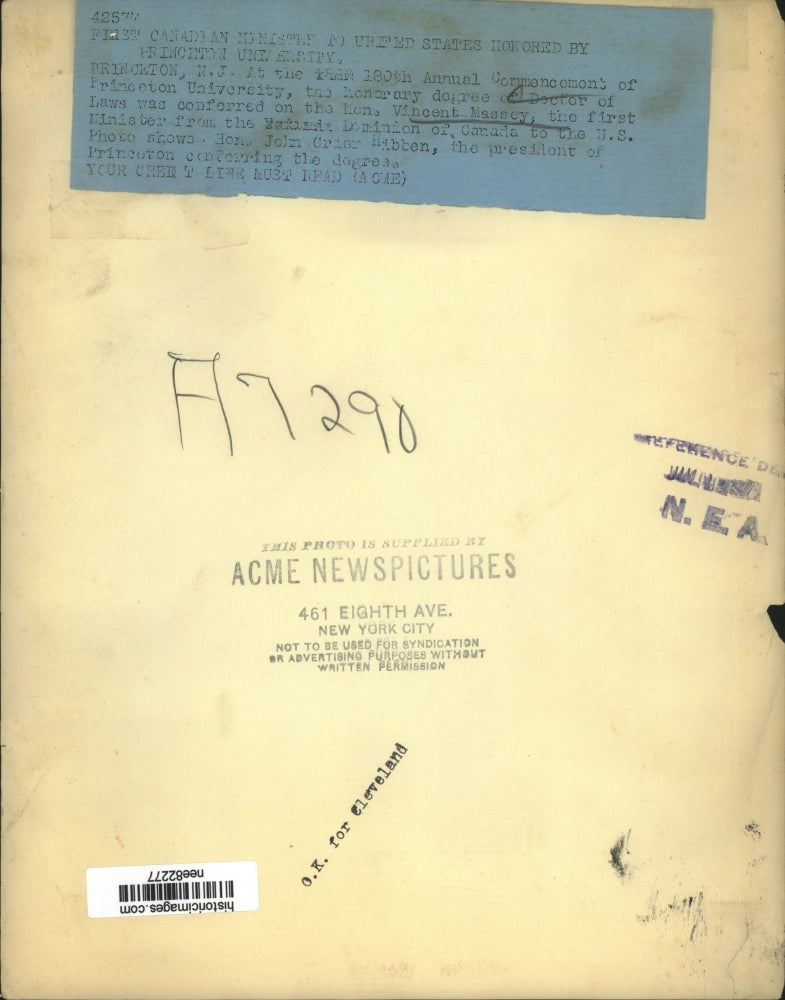 4257
FIRST CANADIAN MINISTER TO UNITED STATES HONORED BY
PRINCETON UNIVERSITY.
PRINCETON, N.J. At the 180th Annual Commencement of
Princeton University, the honorary degree of Doctor of
Laws was conferred on the Hon. Vincent Massey, the first
Minister from the Dominion of Canada to the U.S.
Photo shows Hon. John Grier Hibben, the president of
Princeton conferring the degree.
YOUR CREDIT LINE MUST READ (ACME)
A7290
REFERENCE DE
N. E. A.
THIS PHOTO IS SUPPLIED BY
ACME NEWSPICTURES
461 EIGHTH AVE.
NEW YORK CITY
NOT TO BE USED FOR SYNDICATION
OR ADVERTISING PURPOSES WITHOUT
WRITTEN PERMISSION
O.K. for Cleveland
historicimages.com
nee82277